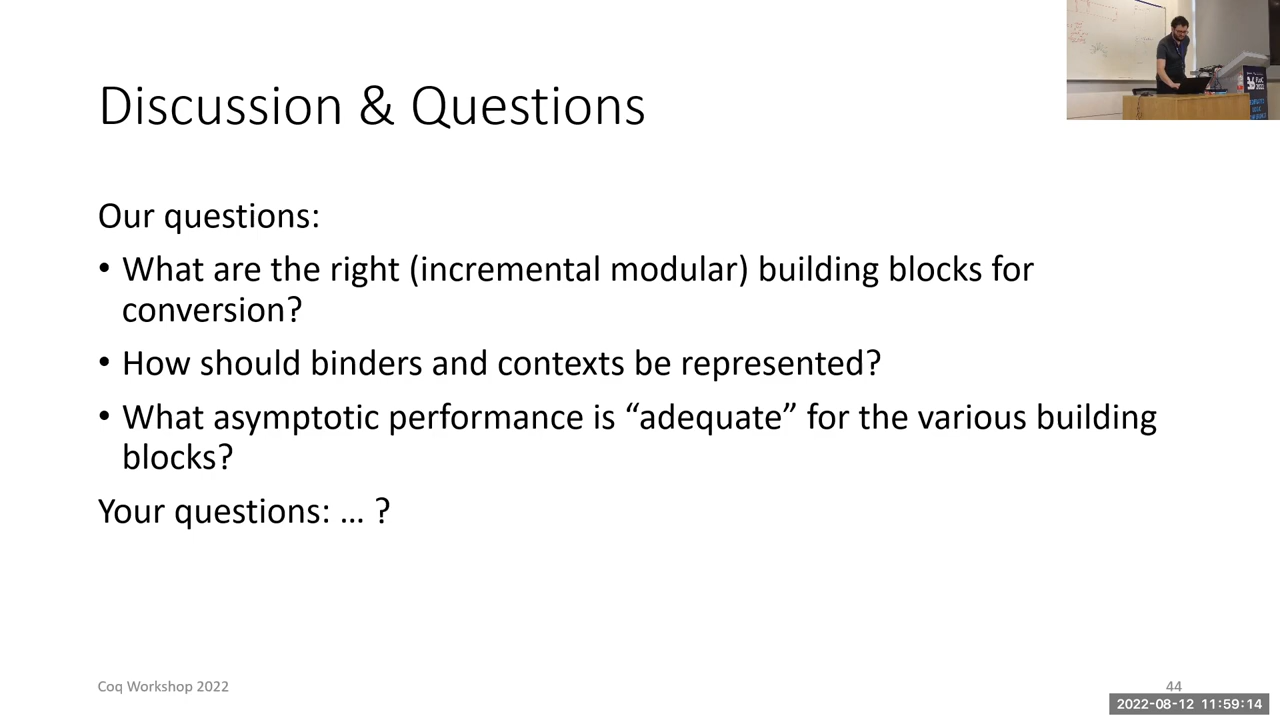 Discussion & Questions
Our questions:
• What are the right (incremental modular) building blocks for
conversion?
• How should binders and contexts be represented?
• What asymptotic performance is “adequate” for the various building
blocks?
Your questions: … ?
Coq Workshop 2022
44
2022-08-12 11:59:14